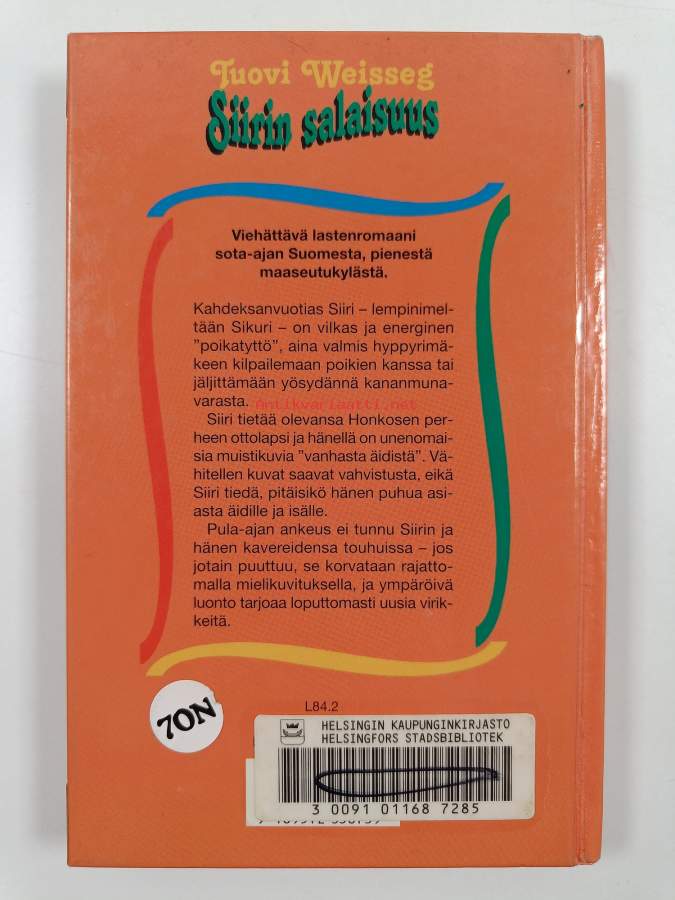 Tuovi Weisseg
Siirin salaisuus
Viehättävä lastenromaani
sota-ajan Suomesta, pienestä
maaseutukylästä.
Kahdeksanvuotias Siiri – lempinimel-
tään Sikuri – on vilkas ja energinen
”poikatyttö”, aina valmis hyppyrimä-
keen kilpailemaan poikien kanssa tai
jäljittämään yösydännä kananmuna-
varasta.
Antikvariaatti.net
Siiri tietää olevansa Honkosen per-
heen ottolapsi ja hänellä on unenomai-
sia muistikuvia ”vanhasta äidistä”. Vä-
hitellen kuvat saavat vahvistusta, eikä
Siiri tiedä, pitäisikö hänen puhua asi-
asta äidille ja isälle.
Pula-ajan ankeus ei tunnu Siirin ja
hänen kavereidensa touhuissa – jos
jotain puuttuu, se korvataan rajatto-
malla mielikuvituksella, ja ympäröivä
luonto tarjoaa loputtomasti uusia virik-
keitä.
7ON
L84.2
HELSINGIN KAUPUNGINKIRJASTO
HELSINGFORS STADSBIBLIOTEK
3 0091 01168 7285